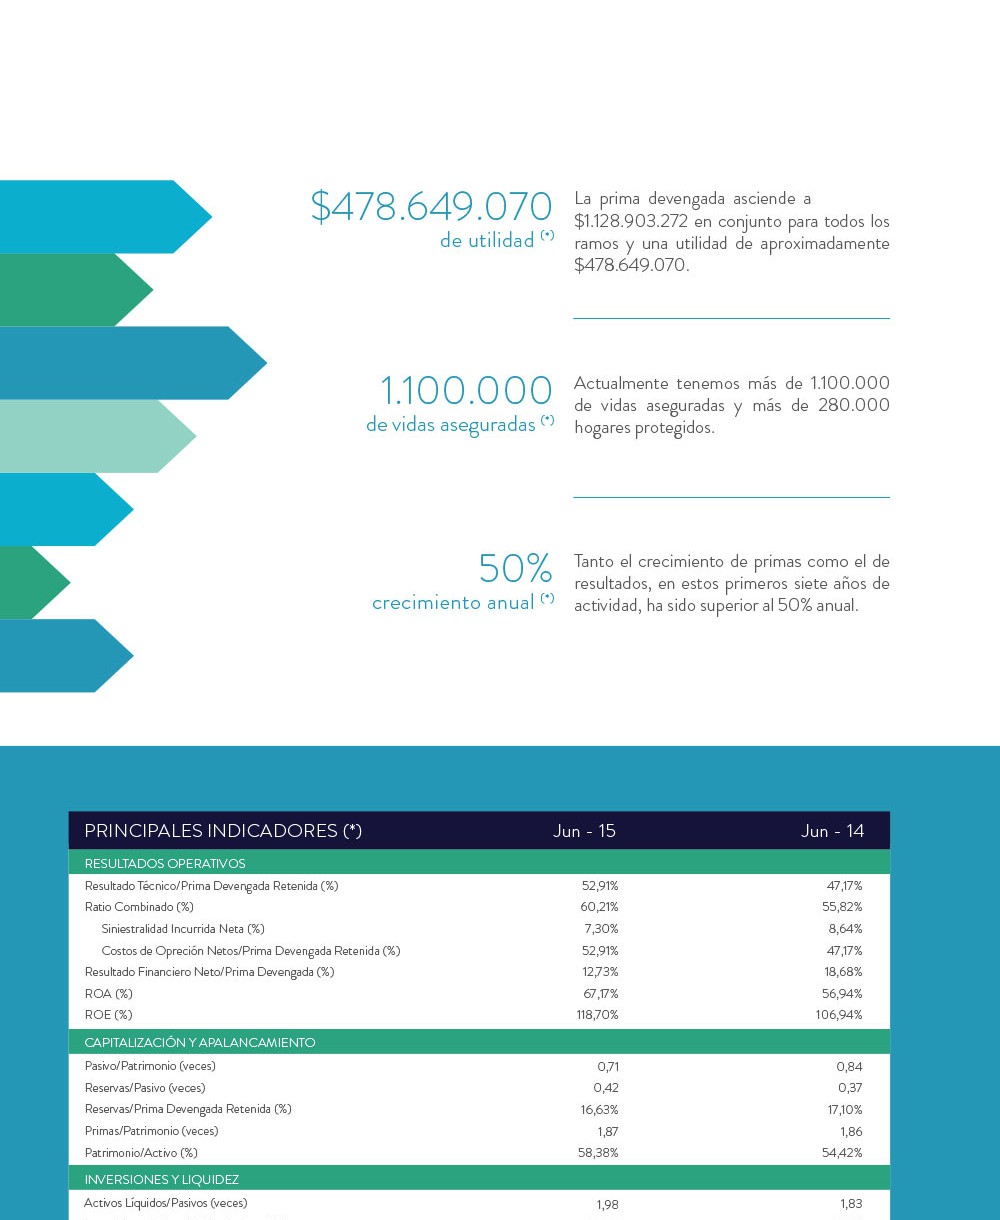 $478.649.070
de utilidad (*)
La prima devengada asciende a
$1.128.903.272 en conjunto para todos los
ramos y una utilidad de aproximadamente
$478.649.070.
1.100.000
de vidas aseguradas (*)
Actualmente tenemos más de 1.100.000
de vidas aseguradas y más de 280.000
hogares protegidos.
50%
crecimiento anual (*)
Tanto el crecimiento de primas como el de
resultados, en estos primeros siete años de
actividad, ha sido superior al 50% anual.
PRINCIPALES INDICADORES (*) Jun - 15 Jun - 14
RESULTADOS OPERATIVOS
Resultado Técnico/Prima Devengada Retenida (%) 52,91% 47,17%
Ratio Combinado (%) 60,21% 55,82%
Siniestralidad Incurrida Neta (%) 7,30% 8,64%
Costos de Opreción Netos/Prima Devengada Retenida (%) 52,91% 47,17%
Resultado Financiero Neto/Prima Devengada (%) 12,73% 18,68%
ROA (%) 67,17% 56,94%
ROE (%) 118,70% 106,94%
CAPITALIZACIÓN Y APALANCAMIENTO
Pasivo/Patrimonio (veces) 0,71 0,84
Reservas/Pasivo (veces) 0,42 0,37
Reservas/Prima Devengada Retenida (%) 16,63% 17,10%
Primas/Patrimonio (veces) 1,87 1,86
Patrimonio/Activo (%) 58,38% 54,42%
INVERSIONES Y LIQUIDEZ
Activos Líquidos/Pasivos (veces) 1,98 1,83